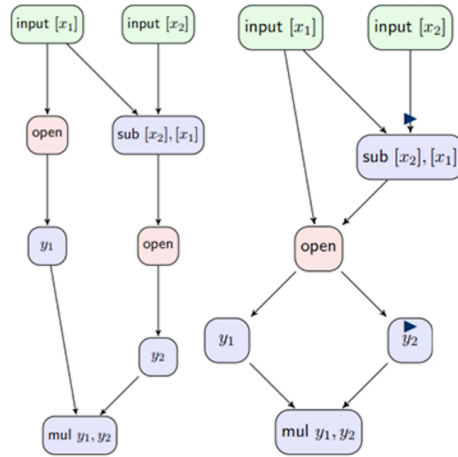 input [x₁]
input [x₂]
open
sub [x₂], [x₁]
y₁
open
y₂
mul y₁, y₂
input [x₁]
input [x₂]
sub [x₂], [x₁]
open
y₁
y₂
mul y₁, y₂